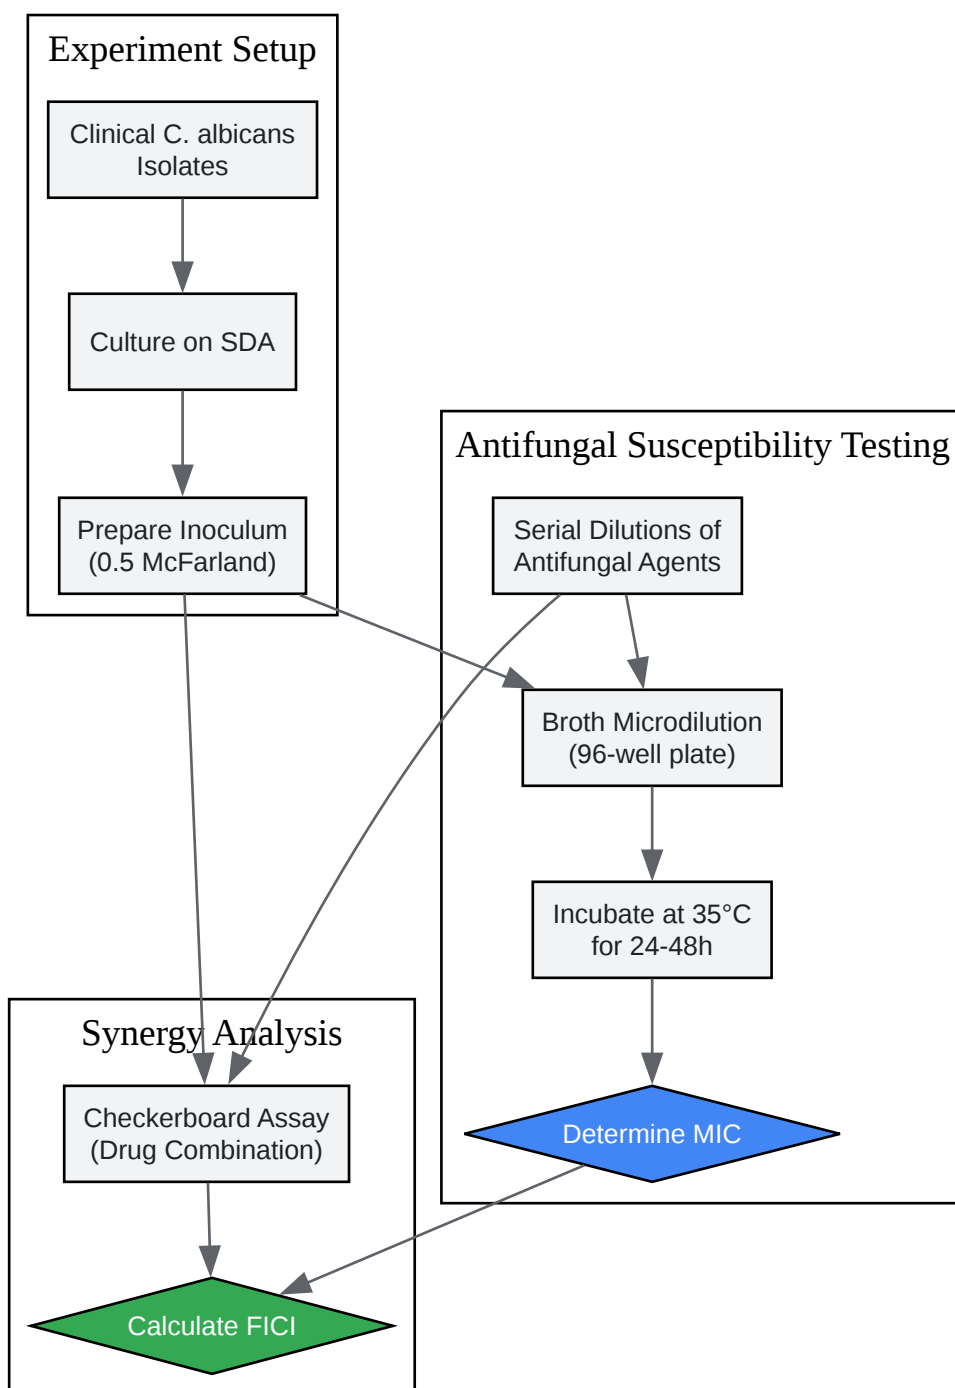 Experiment Setup
Clinical C. albicans
Isolates
Culture on SDA
Prepare Inoculum
(0.5 McFarland)
Antifungal Susceptibility Testing
Serial Dilutions of
Antifungal Agents
Broth Microdilution
(96-well plate)
Incubate at 35°C
for 24-48h
Determine MIC
Synergy Analysis
Checkerboard Assay
(Drug Combination)
Calculate FICI